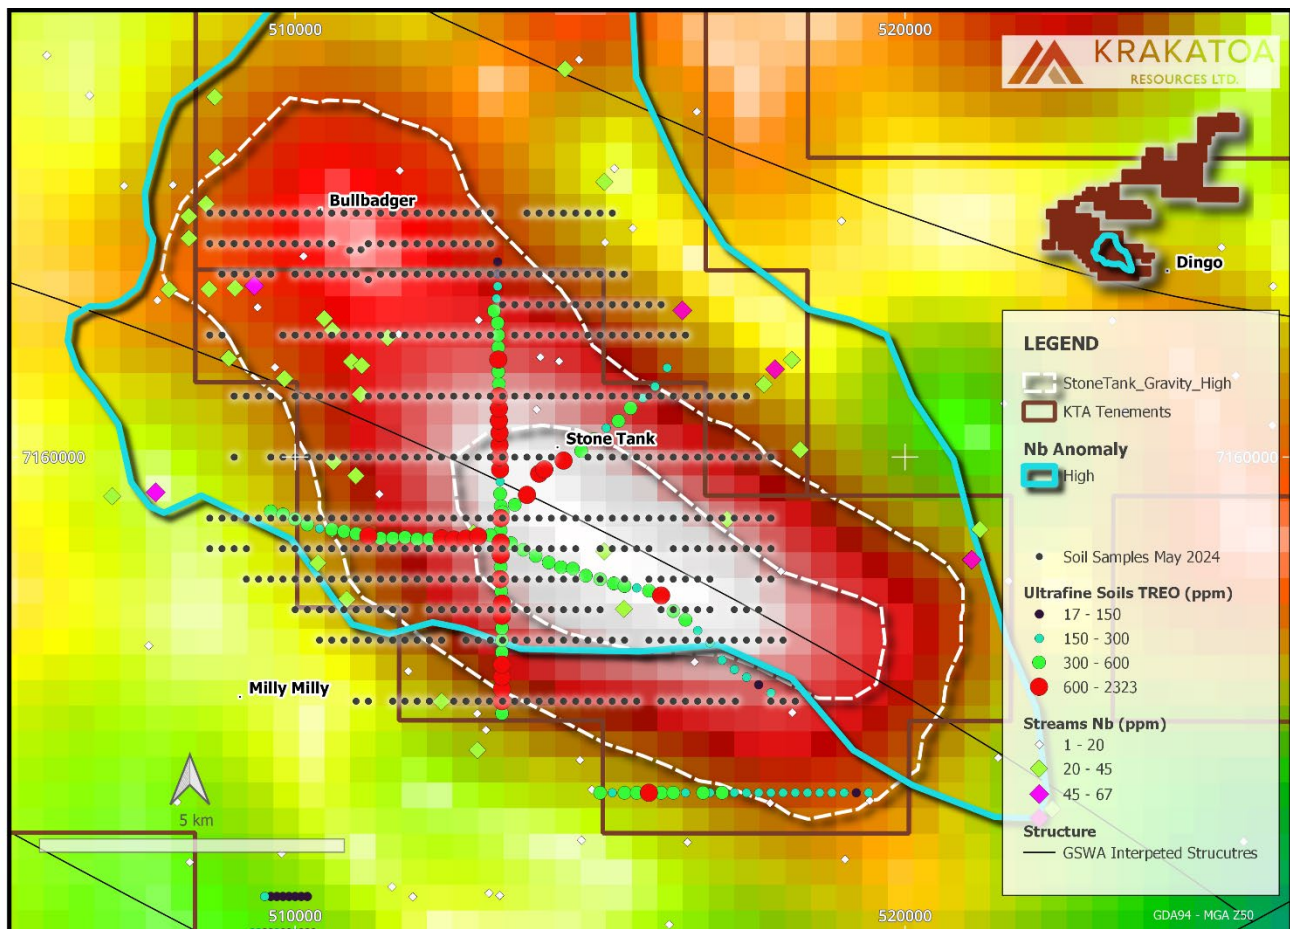 510000
520000
KRAKATOA
RESOURCES LTD.
Bullbadger
Dingo
Stone Tank
7160000
7160000
Milly Milly
5 km
510000
520000
LEGEND
StoneTank_Gravity_High
KTA Tenements
Nb Anomaly
High
Soil Samples May 2024
Ultrafine Soils TREO (ppm)
17 - 150
150 - 300
300 - 600
600 - 2323
Streams Nb (ppm)
1 - 20
20 - 45
45 - 67
Structure
GSWA Interpeted Strucutres
GDA94 - MGA Z50